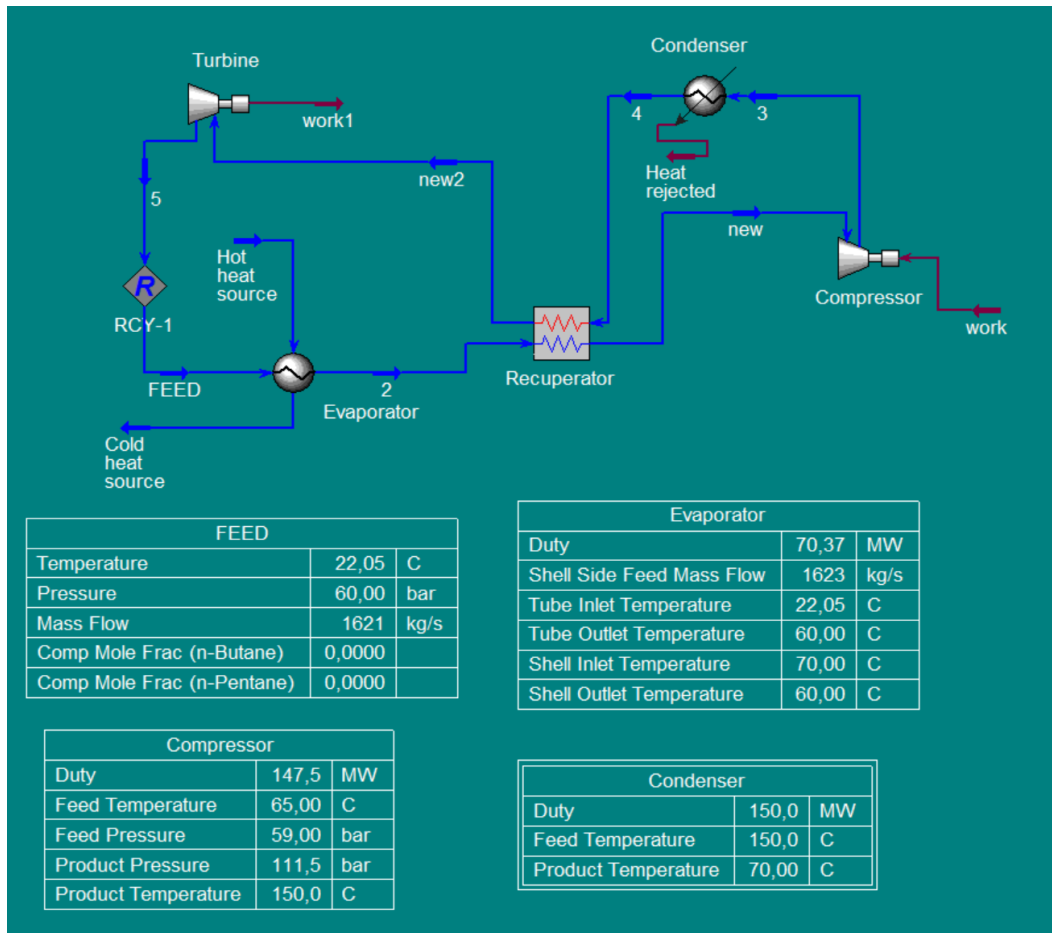 Turbine
work1
Condenser
4
3
Heat
rejected
new2
5
new
Hot
heat
source
R
RCY-1
Compressor
work
Recuperator
FEED
2
Evaporator
Cold
heat
source
FEED
Temperature 22,05 C
Pressure 60,00 bar
Mass Flow 1621 kg/s
Comp Mole Frac (n-Butane) 0,0000
Comp Mole Frac (n-Pentane) 0,0000
Evaporator
Duty 70,37 MW
Shell Side Feed Mass Flow 1623 kg/s
Tube Inlet Temperature 22,05 C
Tube Outlet Temperature 60,00 C
Shell Inlet Temperature 70,00 C
Shell Outlet Temperature 60,00 C
Compressor
Duty 147,5 MW
Feed Temperature 65,00 C
Feed Pressure 59,00 bar
Product Pressure 111,5 bar
Product Temperature 150,0 C
Condenser
Duty 150,0 MW
Feed Temperature 150,0 C
Product Temperature 70,00 C